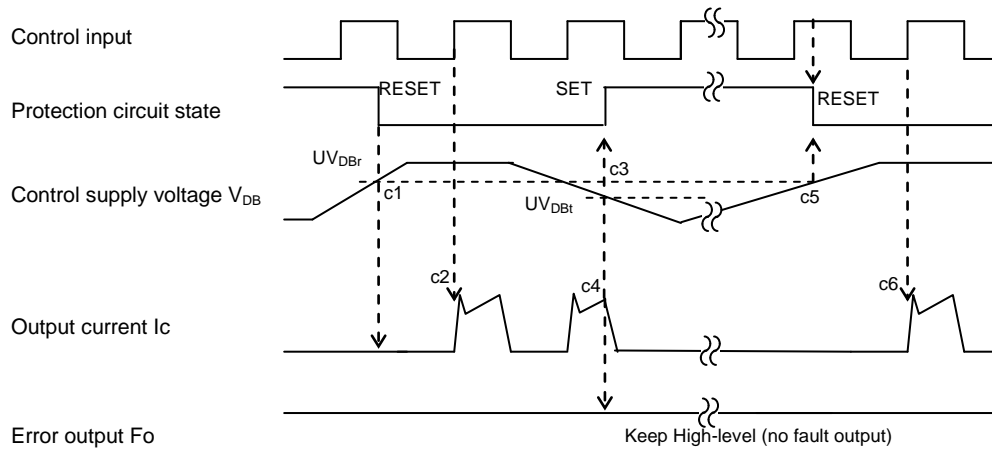 Control input
RESET
SET
Protection circuit state
RESET
UVDBr
c1
c3
Control supply voltage VDB
UVDBt
c5
c2
c4
c6
Output current Ic
Error output Fo
Keep High-level (no fault output)